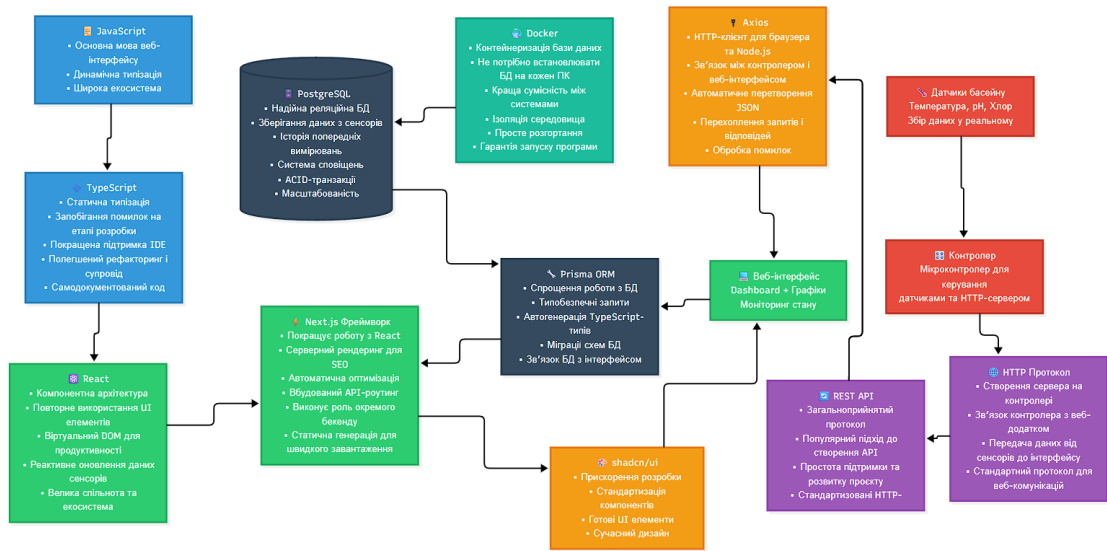 JavaScript
• Основна мова веб-
інтерфейсу
• Динамічна типізація
• Широка екосистема
TypeScript
• Статична типізація
• Запобігання помилок на
етапі розробки
• Покращена підтримка IDE
• Полегшений рефакторинг і
супровід
• Самодокументований код
React
• Компонентна архітектура
• Повторне використання UI
елементів
• Віртуальний DOM для
продуктивності
• Реактивне оновлення даних
сенсорів
• Велика спільнота та
екосистема
PostgreSQL
• Надійна реляційна БД
• Зберігання даних з сенсорів
• Історія попередніх
вимірювань
• Система сповіщень
• ACID-транзакції
• Масштабованість
Docker
• Контейнеризація бази даних
• Не потрібно встановлювати
БД на кожен ПК
• Краща сумісність між
системами
• Ізоляція середовища
• Просте розгортання
• Гарантія запуску програми
Prisma ORM
• Спрощення роботи з БД
• Типобезпечні запити
• Автогенерація TypeScript-
типів
• Міграції схем БД
• Зв'язок БД з інтерфейсом
Next.js Фреймворк
• Покращує роботу з React
• Серверний рендеринг для
SEO
• Автоматична оптимізація
• Вбудований API-роутинг
• Виконує роль окремого
бекенду
• Статична генерація для
швидкого завантаження
shadcn/ui
• Прискорення розробки
• Стандартизація
компонентів
• Готові UI елементи
• Сучасний дизайн
Axios
• HTTP-клієнт для браузера
та Node.js
• Зв'язок між контролером і
веб-інтерфейсом
• Автоматичне перетворення
JSON
• Перехоплення запитів і
відповідей
• Обробка помилок
Веб-інтерфейс
Dashboard + Графіки
Моніторинг стану
Датчики басейну
Температура, pH, Хлор
Збір даних у реальному
Контролер
Мікроконтролер для
керування
датчиками та HTTP-сервером
HTTP Протокол
• Створення сервера на
контролері
• Зв'язок контролера з веб-
додатком
• Передача даних від
сенсорів до інтерфейсу
• Стандартний протокол для
веб-комунікацій
REST API
• Загальноприйнятий
протокол
• Популярний підхід до
створення API
• Простота підтримки та
розвитку проєкту
• Стандартизовані HTTP-